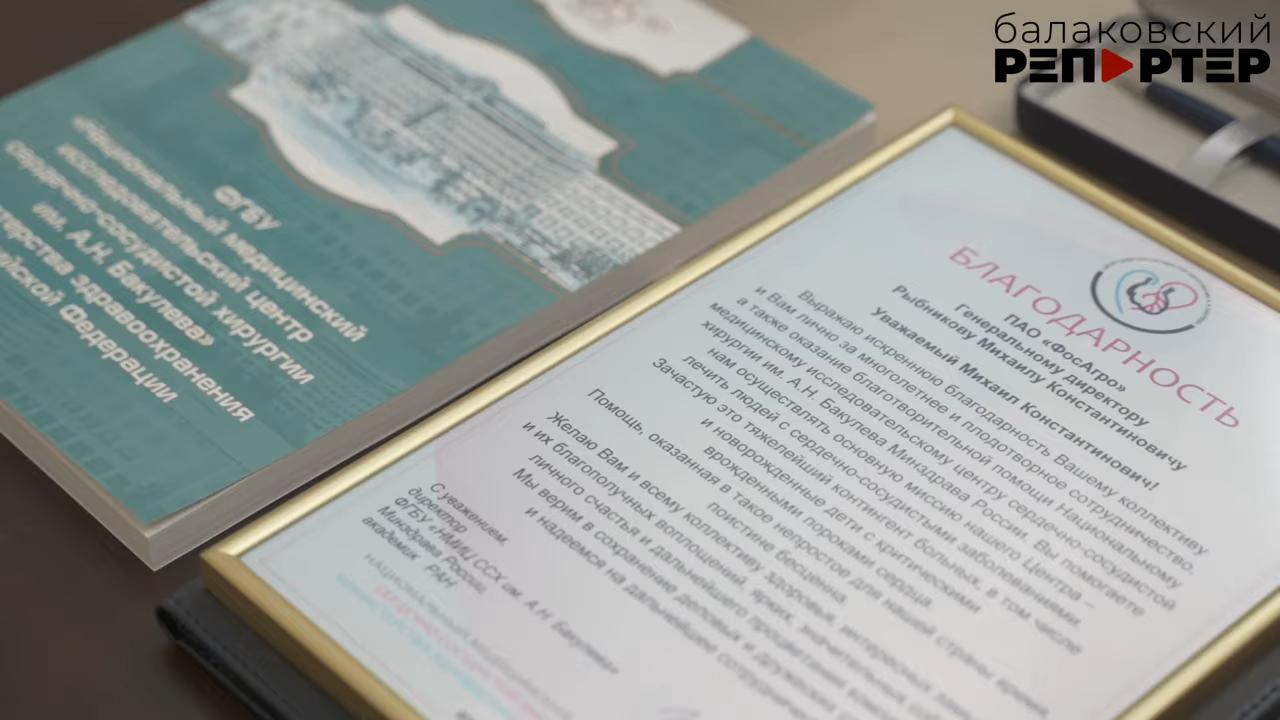 балаковский
РЕПОРТЕР
ФГБУ
«Национальный медицинский
исследовательский центр
сердечно-сосудистой хирургии
им. А.Н. Бакулева»
здравоохранения
Федерации
БЛАГОДАРНОСТЬ
ПАО «ФосАгро»
Генеральному директору
Рыбникову Михаилу Константиновичу
Уважаемый Михаил Константинович!
Выражаю искреннюю благодарность Вашему коллективу
и Вам лично за многолетнее и плодотворное сотрудничество,
а также оказание благотворительной помощи Национальному
медицинскому исследовательскому центру сердечно-сосудистой
хирургии им. А.Н. Бакулева Минздрава России. Вы помогаете
нам осуществлять основную миссию нашего Центра –
лечить людей с сердечно-сосудистыми заболеваниями.
Зачастую это тяжелейший контингент больных, в том числе
и новорожденные дети с критическими
врожденными пороками сердца.
Помощь, оказанная в такое непростое для нашей страны время,
поистине бесценна.
Желаю Вам и всему коллективу здоровья, интересных
и их благополучных воплощений, ярких, значительных
личного счастья и дальнейшего процветания
Мы верим в сохранение деловых и дружеских
и надеемся на дальнейшее
С уважением,
директор
ФГБУ «НМИЦ ССХ им. А.Н. Бакулева»
Минздрава России,
академик РАН